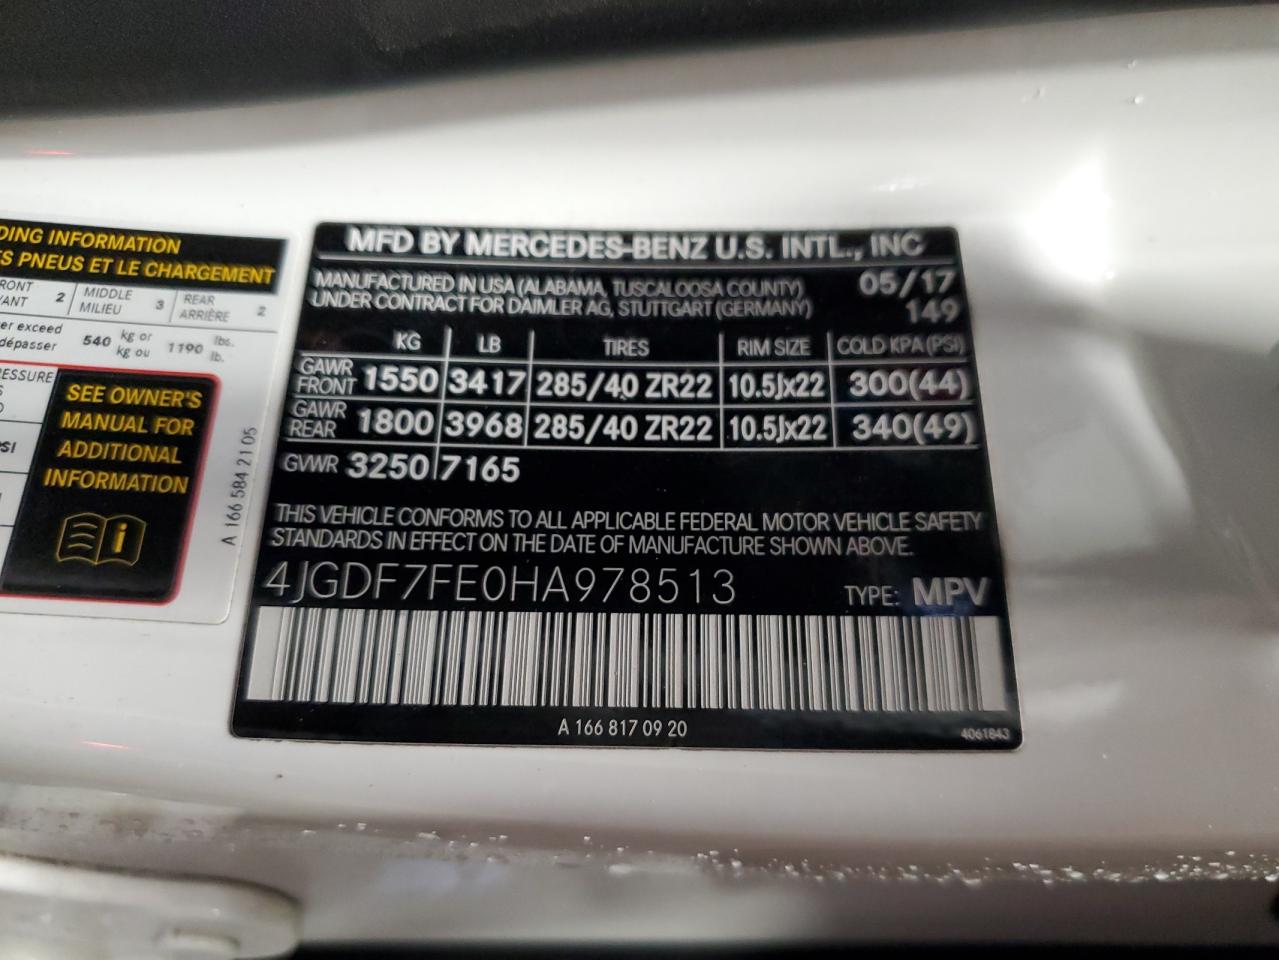 DING INFORMATION
S PNEUS ET LE CHARGEMENT
RONT
VANT 2 MIDDLE
MILIEU 3 REAR
ARRIÈRE 2
er exceed
dépasser 540 kg or
kg ou 1190 lbs.
lb.
ESSURE
SEE OWNER'S
MANUAL FOR
ADDITIONAL
INFORMATION
i
A 166 584 21 05
MFD BY MERCEDES-BENZ U.S. INTL., INC
MANUFACTURED IN USA (ALABAMA, TUSCALOOSA COUNTY) 05/17
UNDER CONTRACT FOR DAIMLER AG, STUTTGART (GERMANY) 149
KG LB TIRES RIM SIZE COLD KPA (PSI)
GAWR
FRONT 1550 3417 285/40 ZR22 10.5Jx22 300(44)
GAWR
REAR 1800 3968 285/40 ZR22 10.5Jx22 340(49)
GVWR 3250 7165
THIS VEHICLE CONFORMS TO ALL APPLICABLE FEDERAL MOTOR VEHICLE SAFETY
STANDARDS IN EFFECT ON THE DATE OF MANUFACTURE SHOWN ABOVE.
4JGDF7FE0HA978513 TYPE: MPV
A 166 817 09 20
4061843